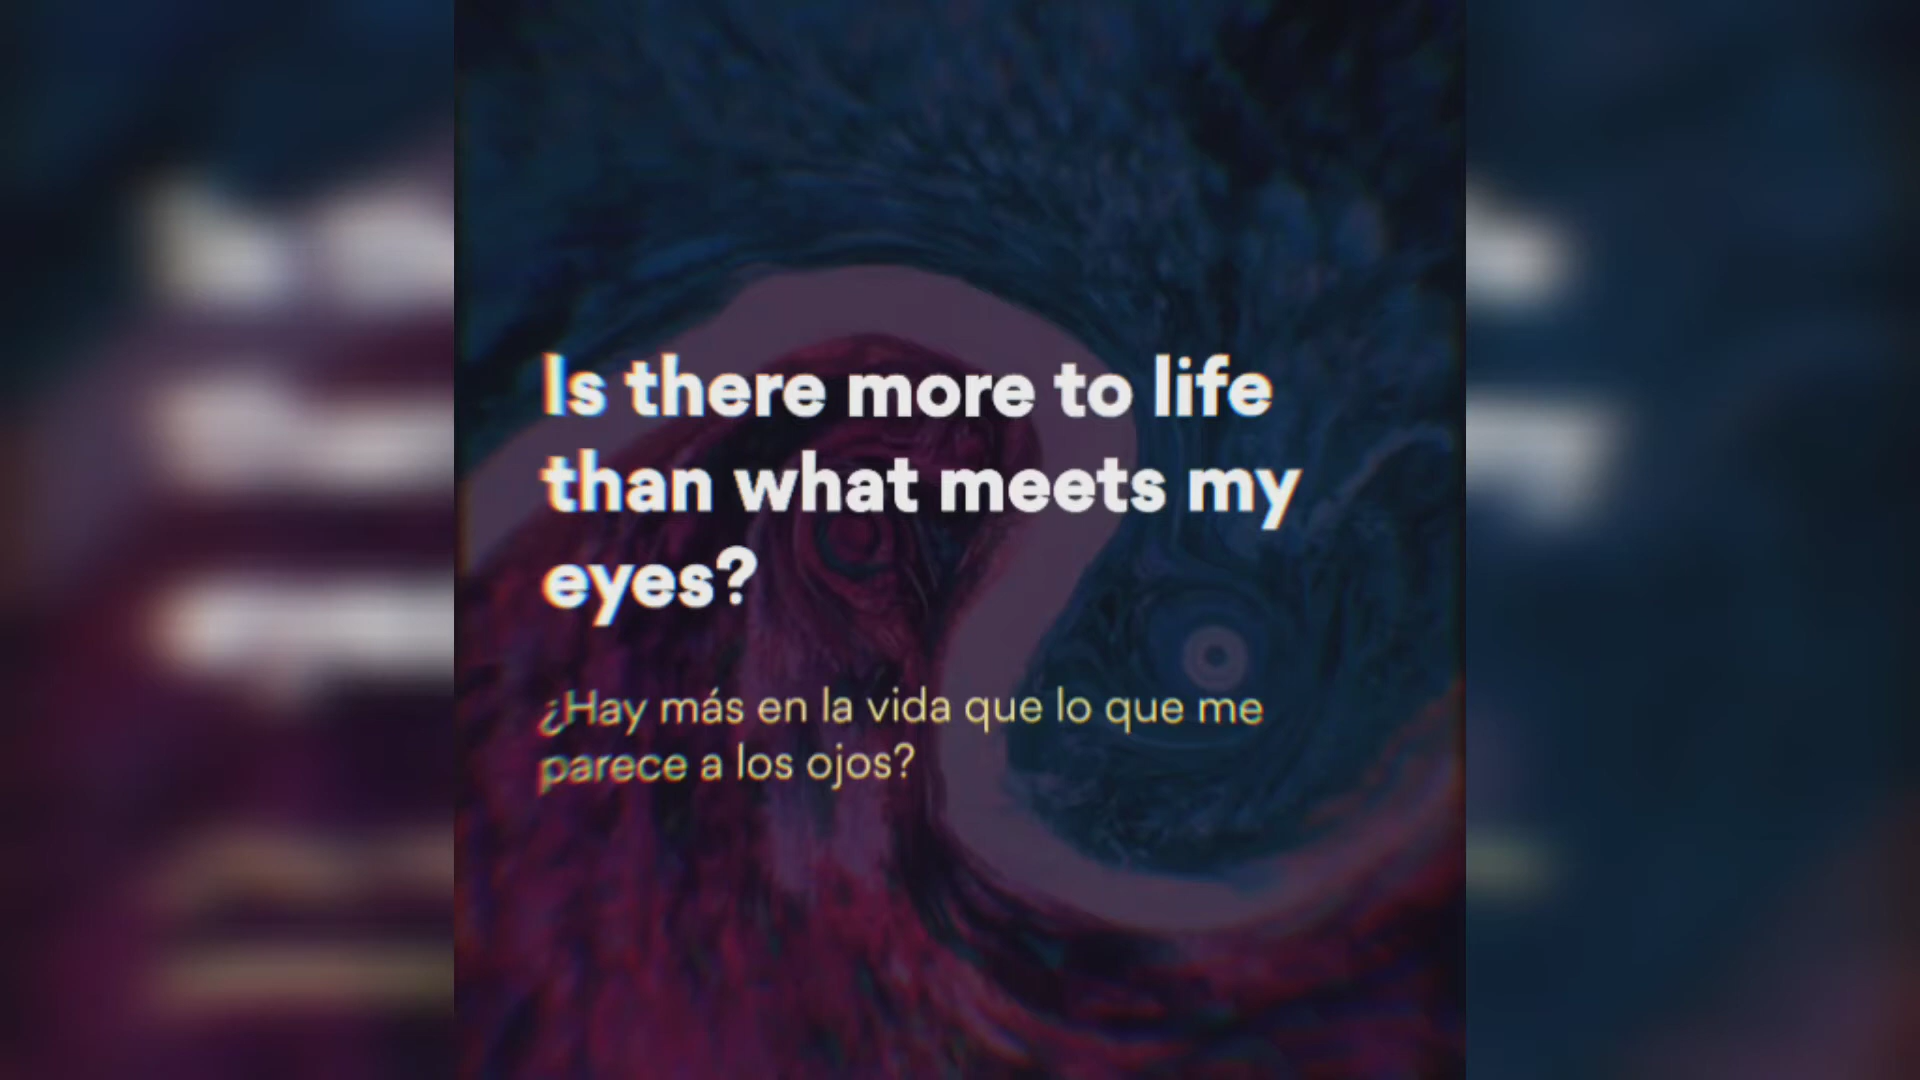 Is there more to life
than what meets my
eyes?
¿Hay más en la vida que lo que me
parece a los ojos?